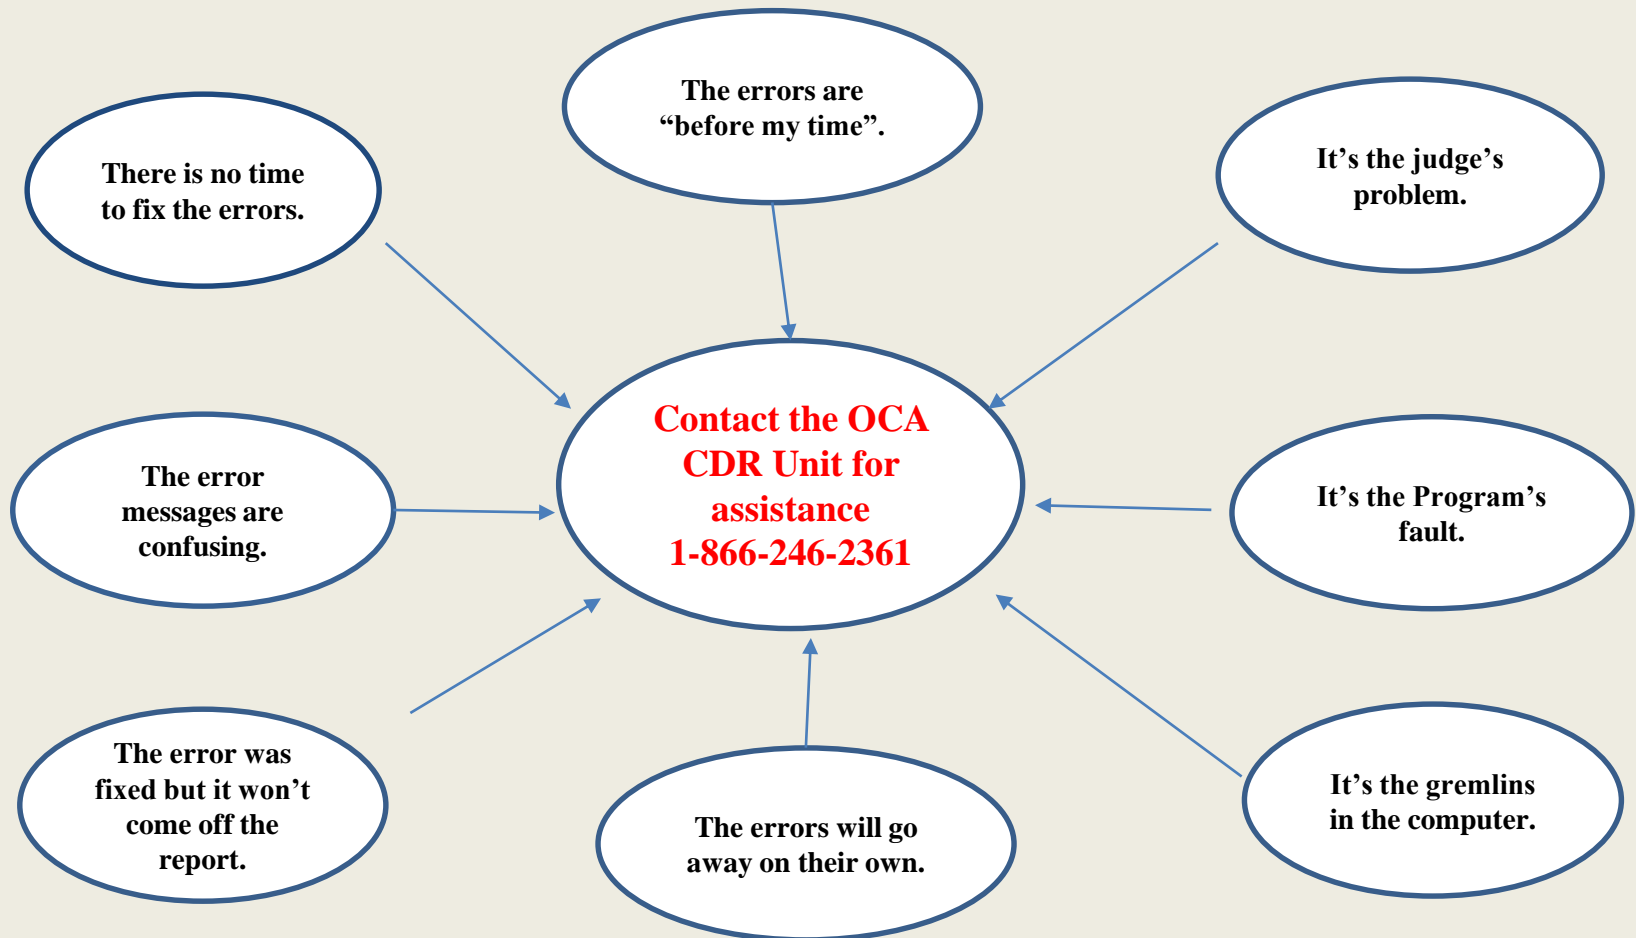 The errors are
“before my time”.
There is no time
to fix the errors.
It’s the judge’s
problem.
Contact the OCA
CDR Unit for
assistance
1-866-246-2361
The error
messages are
confusing.
It’s the Program’s
fault.
The error was
fixed but it won’t
come off the
report.
The errors will go
away on their own.
It’s the gremlins
in the computer.